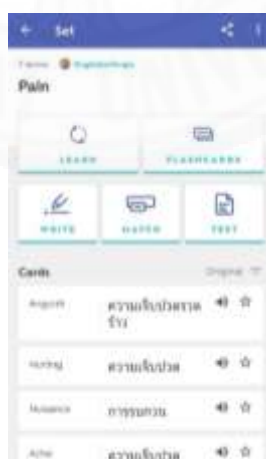 Set
7 terms
Pain
LEARN
FLASHCARDS
WRITE
MATCH
TEST
Cards
Original
Anguish
ความเจ็บปวดรวด
ร้าว
Hurting
ความเจ็บปวด
Nuisance
การรบกวน
Ache
ความเจ็บปวด